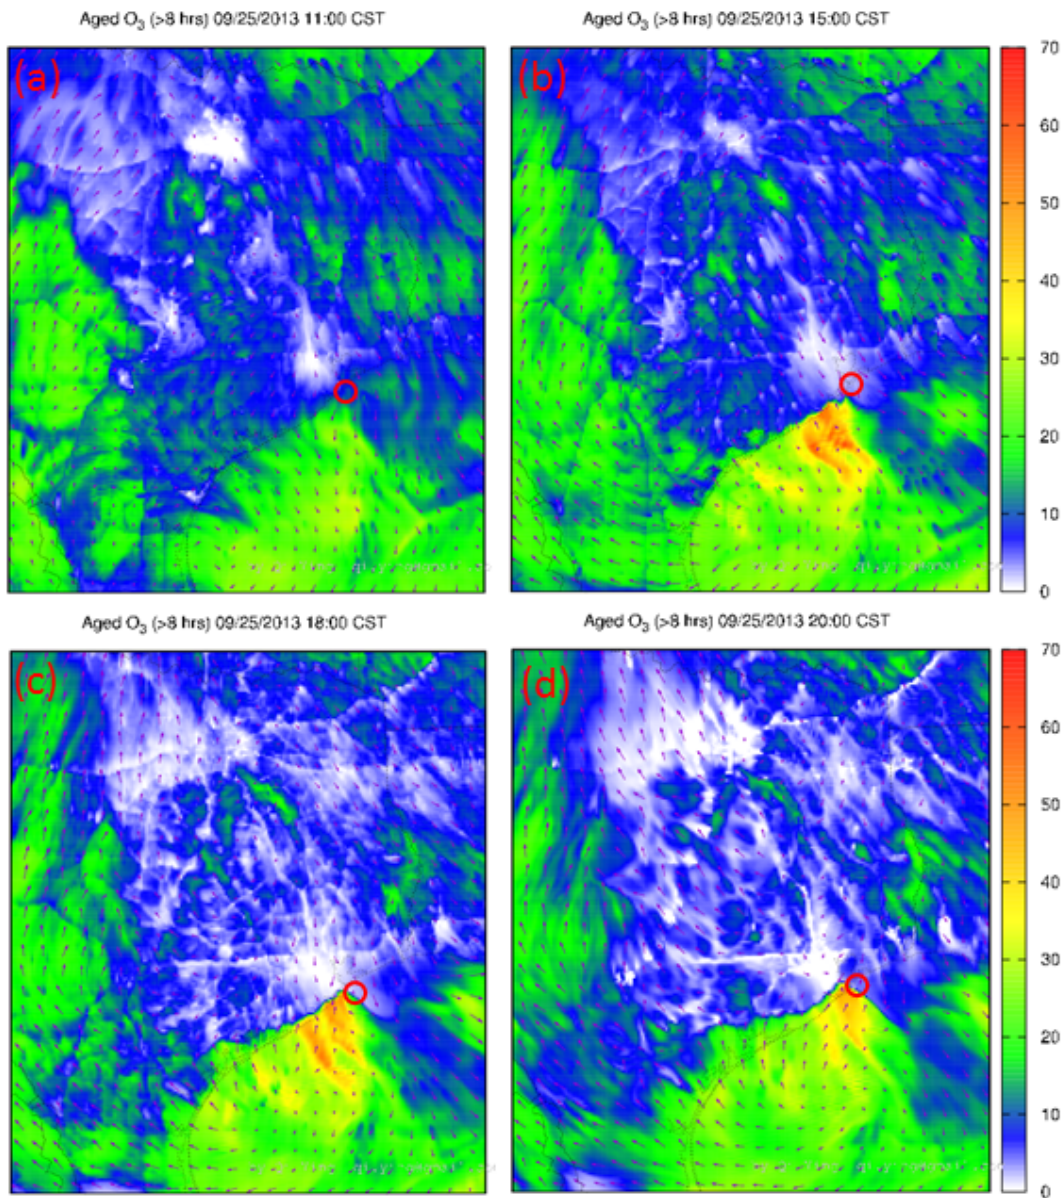 Aged O3 (>8 hrs) 09/25/2013 11:00 CST
Aged O3 (>8 hrs) 09/25/2013 15:00 CST
(a)
(b)
70
60
50
40
30
20
10
0
Aged O3 (>8 hrs) 09/25/2013 18:00 CST
Aged O3 (>8 hrs) 09/25/2013 20:00 CST
(c)
(d)
70
60
50
40
30
20
10
0